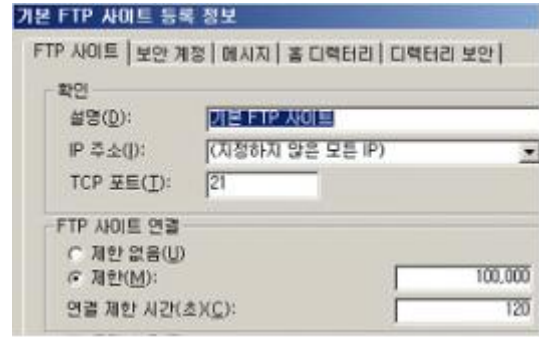 기본 FTP 사이트 등록 정보
FTP 사이트 | 보안 계정 | 메시지 | 홈 디렉터리 | 디렉터리 보안
확인
설명(D): 기본 FTP 사이트
IP 주소(I): (지정하지 않은 모든 IP)
TCP 포트(T): 21
FTP 사이트 연결
제한 없음(U)
제한(M): 100,000
연결 제한 시간(초)(C): 120